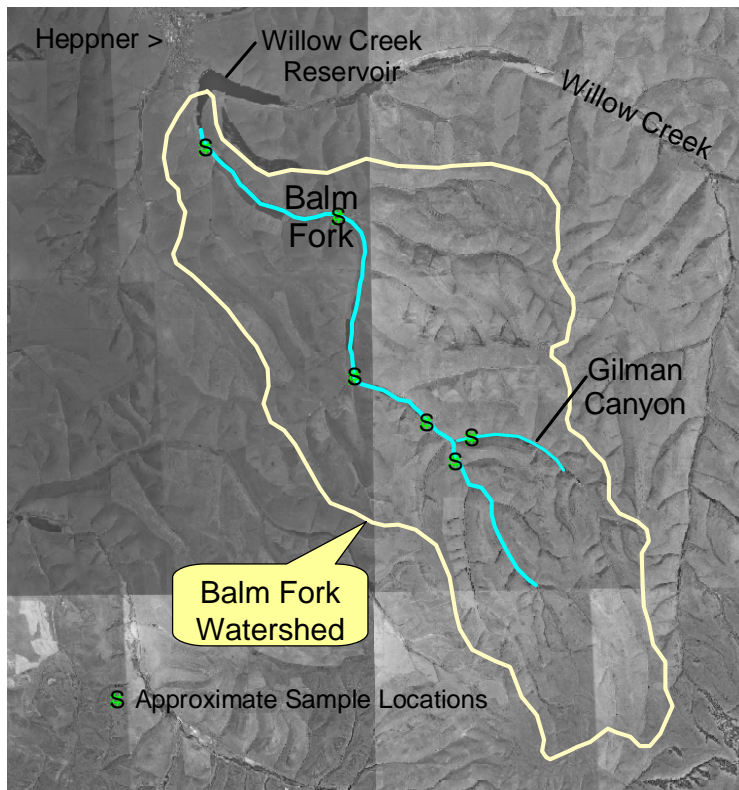 Heppner >
Willow Creek
Reservoir
Willow Creek
S
Balm
S
Fork
S
Gilman
Canyon
S
S
S
Balm Fork
Watershed
S Approximate Sample Locations